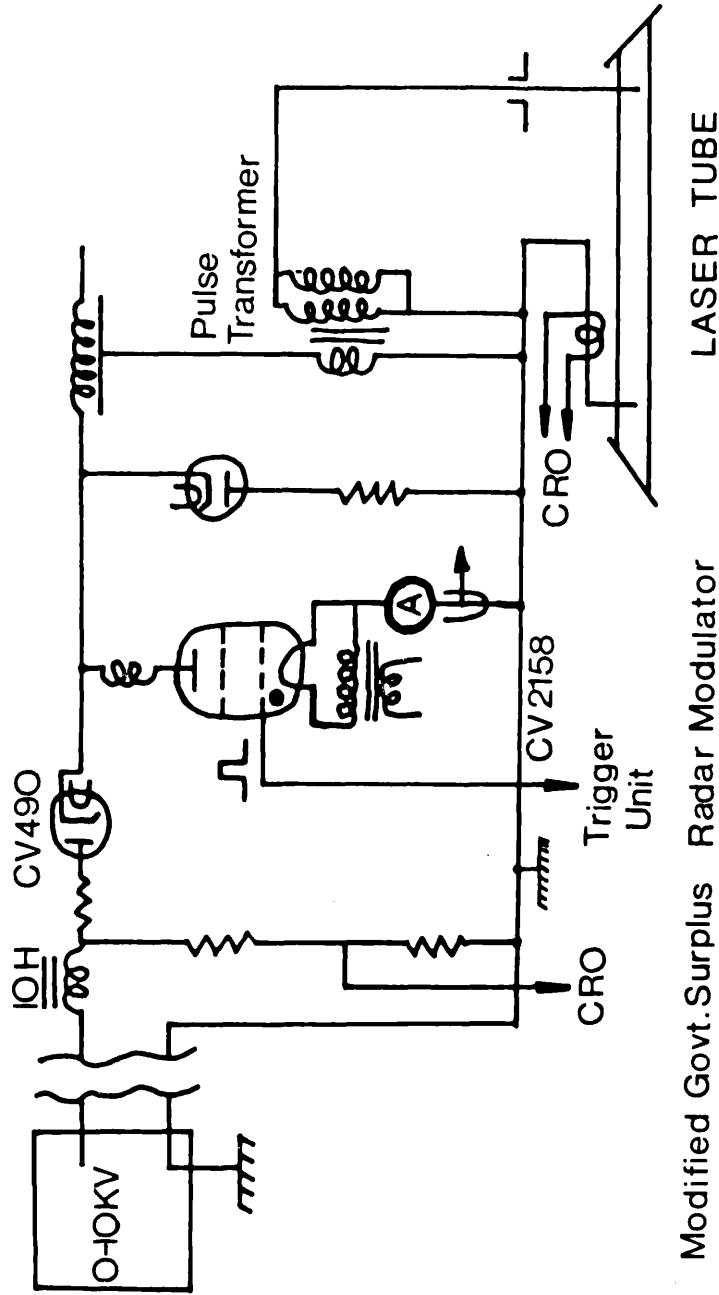 0-10KV
10H
CV490
CRO
Trigger
Unit
CV2158
A
CRO
Pulse
Transformer
LASER TUBE
Modified Govt. Surplus Radar Modulator